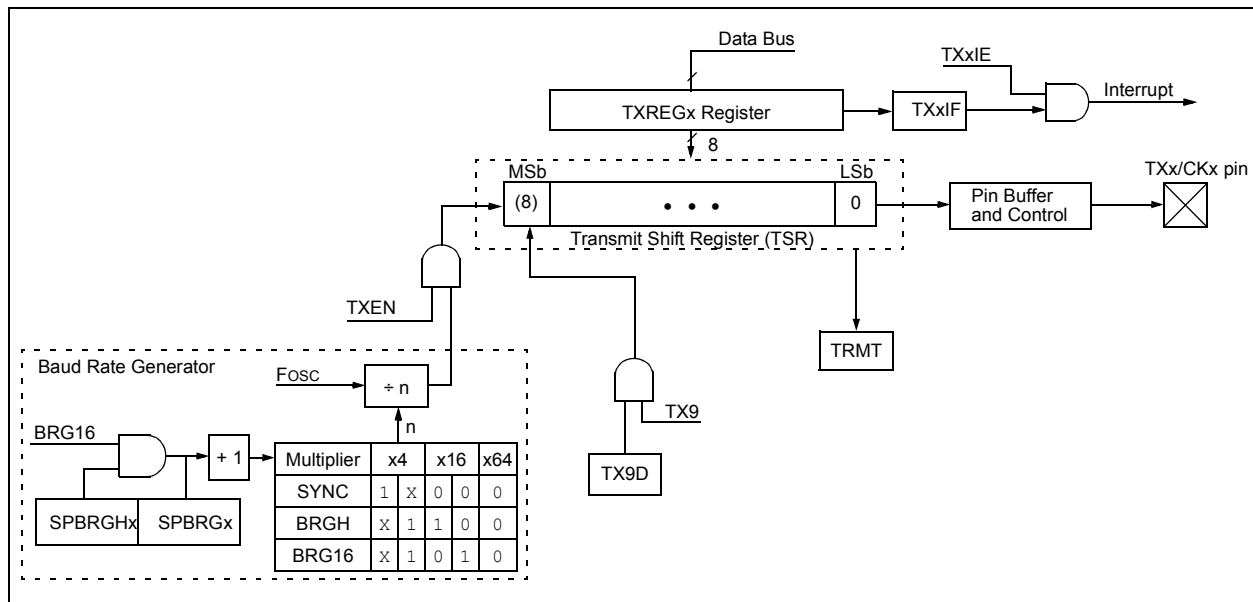 Data Bus
TXxIE
Interrupt
TXREGx Register
TXxIF
8
MSb
LSb
TXx/CKx pin
(8)
• • •
0
Pin Buffer
and Control
Transmit Shift Register (TSR)
TXEN
TRMT
Baud Rate Generator
FOSC
÷ n
TX9
n
BRG16
+ 1
Multiplier x4 x16 x64
TX9D
SYNC 1 X 0 0 0
SPBRGHx SPBRGx
BRGH X 1 1 0 0
BRG16 X 1 0 1 0